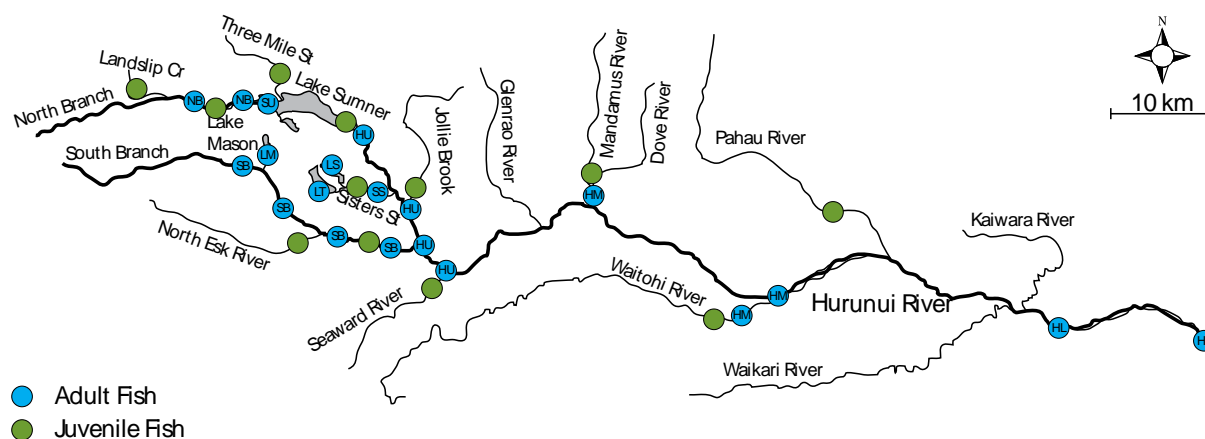 N
10 km
Three Mile St
Landslip Cr
Lake Sumner
North Branch
NB
NB
SU
HU
Lake
Mason
LM
South Branch
SB
LS
LT
SS
Sisters St
Jollie Brook
HU
Glenrao River
Mandamus River
Dove River
HM
Pahau River
Kaiwara River
SB
North Esk River
SB
SB
HU
HU
Seaward River
Waitohi River
HM
HM
Hurunui River
HL
Waikari River
Adult Fish
Juvenile Fish